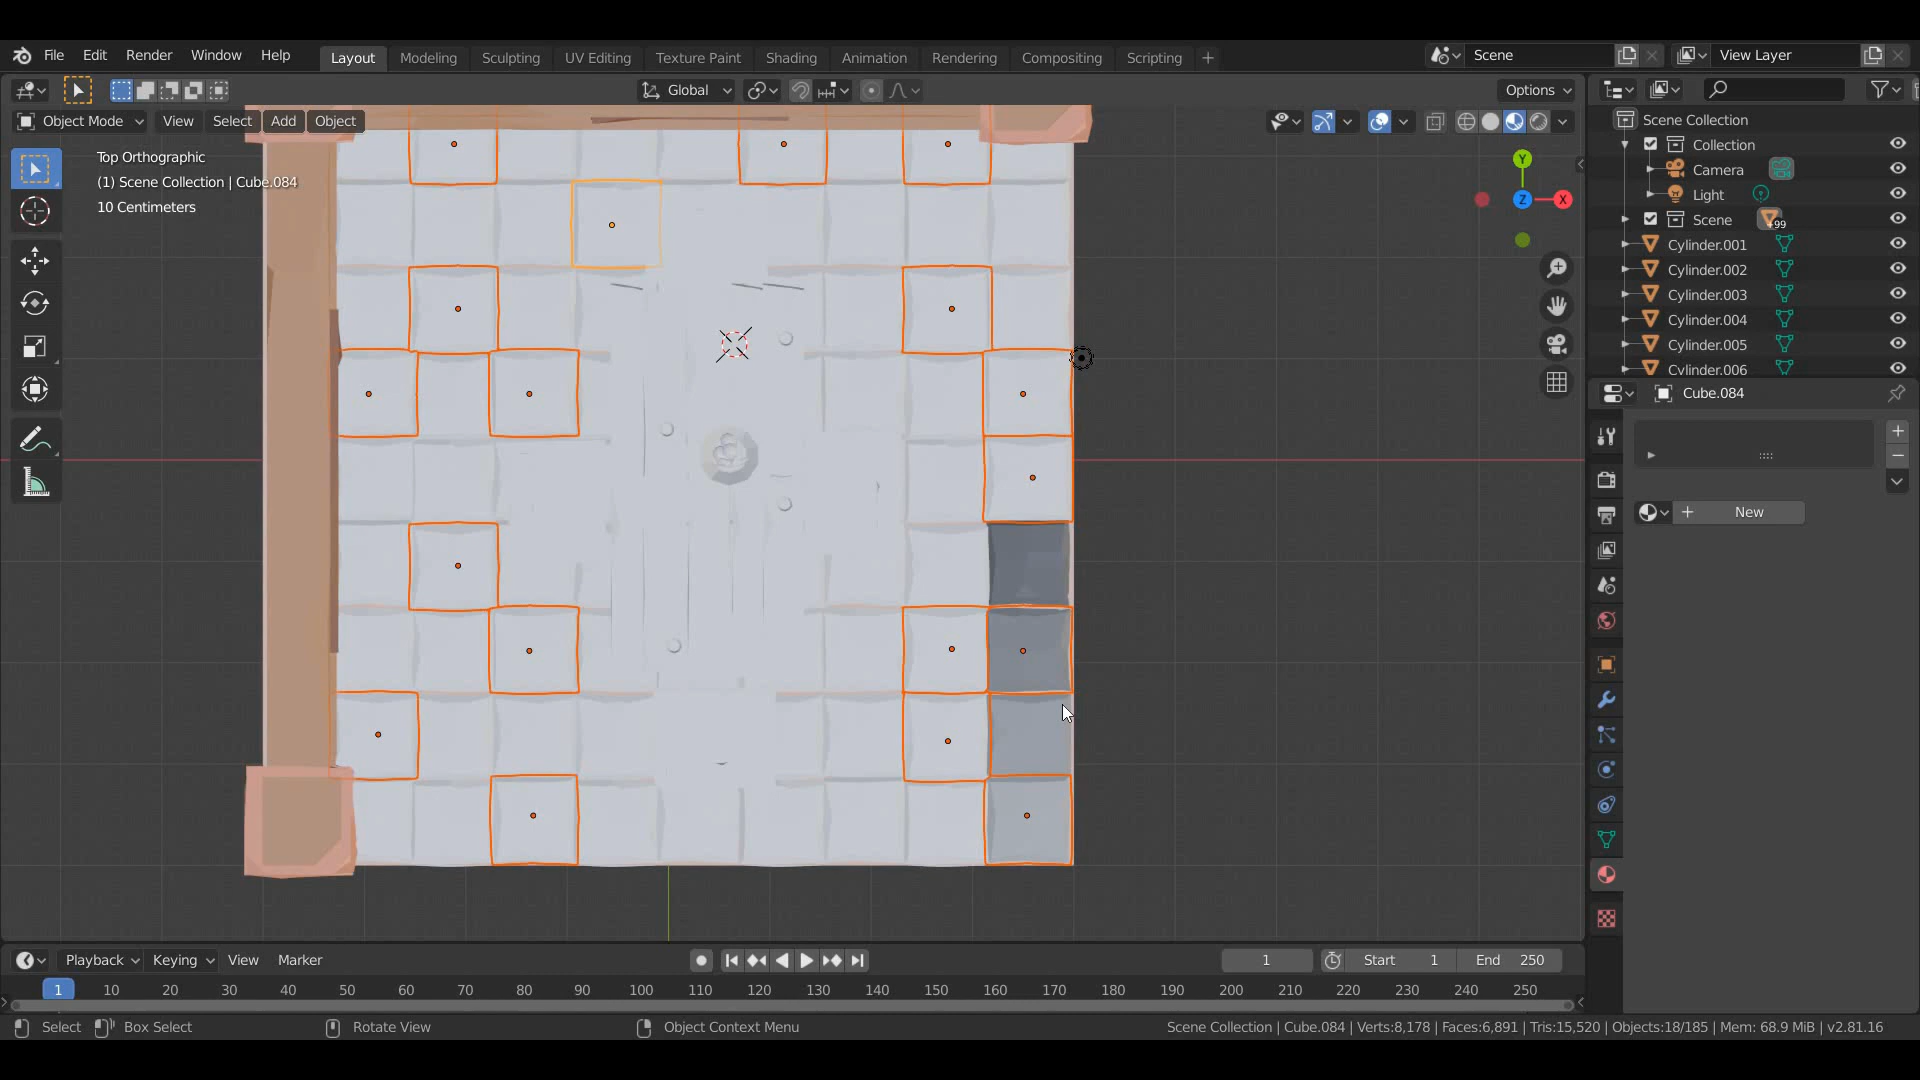 File Edit Render Window Help
Layout Modeling Sculpting UV Editing Texture Paint Shading Animation Rendering Compositing Scripting +
Scene View Layer
Global Options
Object Mode View Select Add Object
Top Orthographic
(1) Scene Collection | Cube.084
10 Centimeters
Y
Z X
Scene Collection
Collection
Camera
Light
Scene +99
Cylinder.001
Cylinder.002
Cylinder.003
Cylinder.004
Cylinder.005
Cylinder.006
Cube.084
+ New
Playback Keying View Marker 1 Start 1 End 250
1 10 20 30 40 50 60 70 80 90 100 110 120 130 140 150 160 170 180 190 200 210 220 230 240 250
Select Box Select Rotate View Object Context Menu Scene Collection | Cube.084 | Verts:8,178 | Faces:6,891 | Tris:15,520 | Objects:18/185 | Mem: 68.9 MiB | v2.81.16